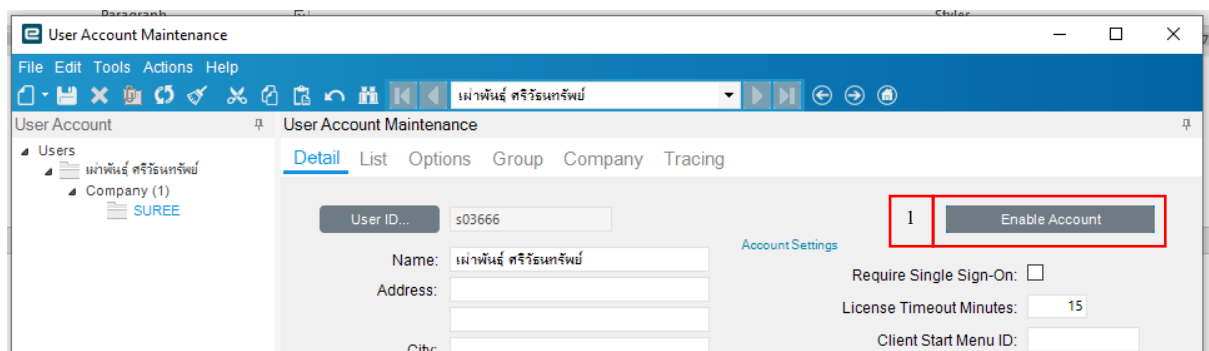 Paragraph
Styles
User Account Maintenance
File Edit Tools Actions Help
เผ่าพันธุ์ ศรีวัธนทรัพย์
User Account
User Account Maintenance
Users
เผ่าพันธุ์ ศรีวัธนทรัพย์
Company (1)
SUREE
Detail List Options Group Company Tracing
User ID... s03666
1 Enable Account
Account Settings
Name: เผ่าพันธุ์ ศรีวัธนทรัพย์
Require Single Sign-On:
Address:
License Timeout Minutes: 15
Client Start Menu ID:
City: